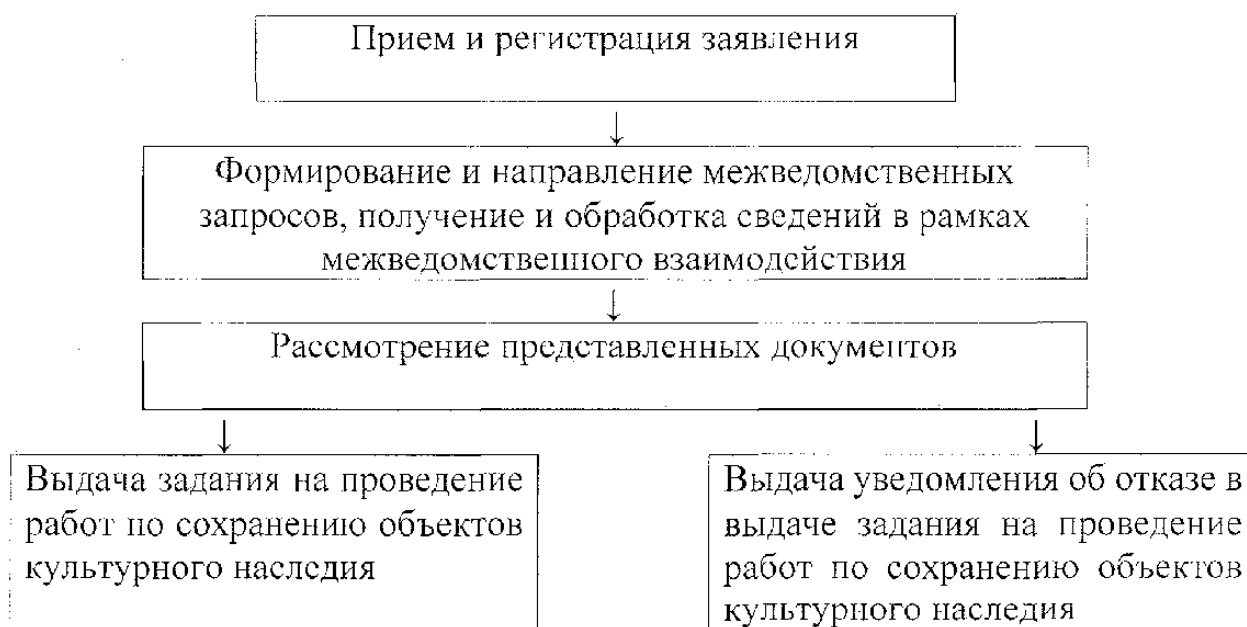 Прием и регистрация заявления
Формирование и направление межведомственных
запросов, получение и обработка сведений в рамках
межведомственного взаимодействия
Рассмотрение представленных документов
Выдача задания на проведение
работ по сохранению объектов
культурного наследия
Выдача уведомления об отказе в
выдаче задания на проведение
работ по сохранению объектов
культурного наследия